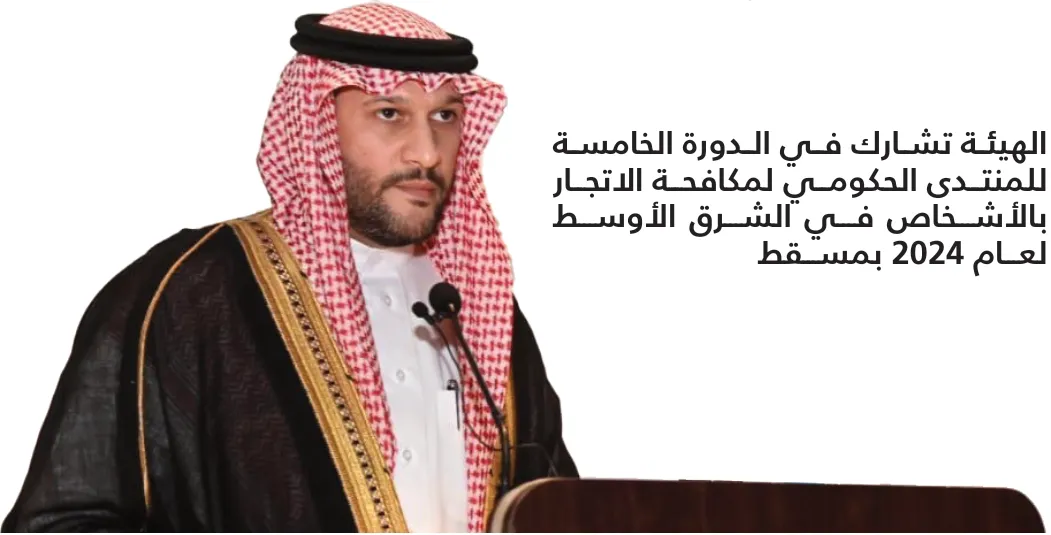 الهيئة تشارك في الدورة الخامسة
للمنتدى الحكومي لمكافحة الاتجار
بالأشخاص في الشرق الأوسط
لعام 2024 بمسقط